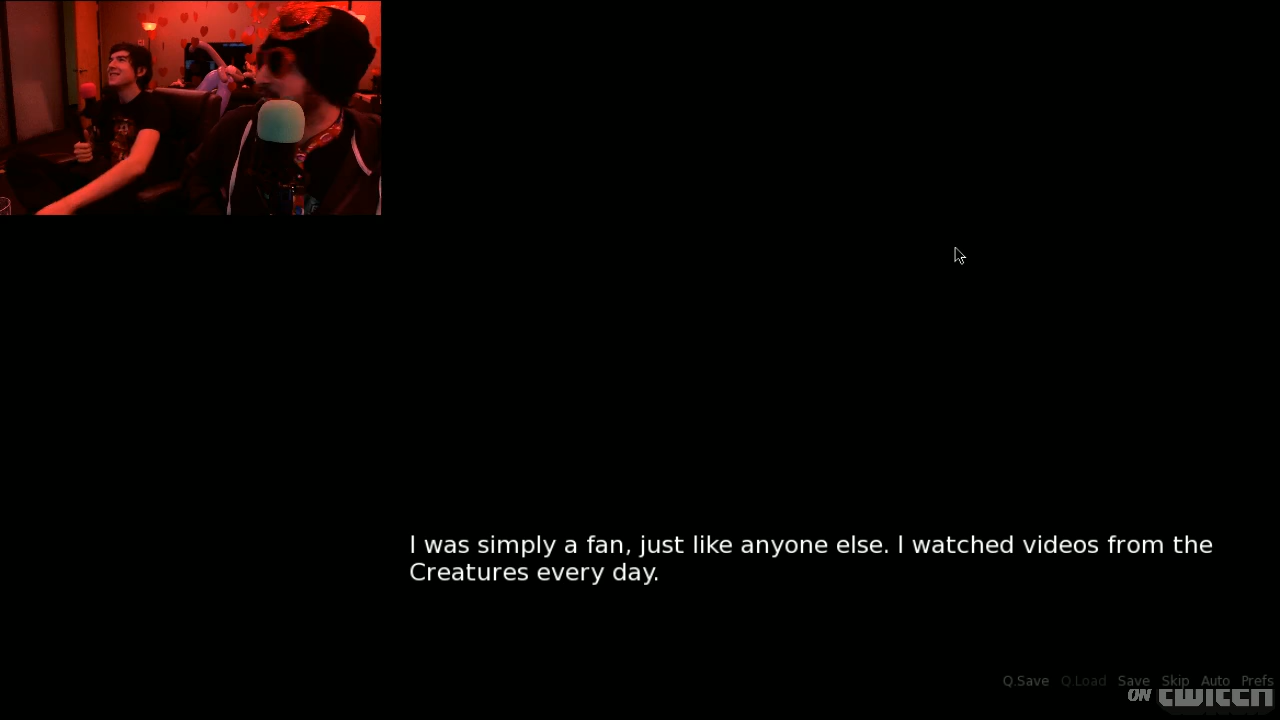 I was simply a fan, just like anyone else. I watched videos from the
Creatures every day.
Q.Save Q.Load Save Skip Auto Prefs
ON twitch